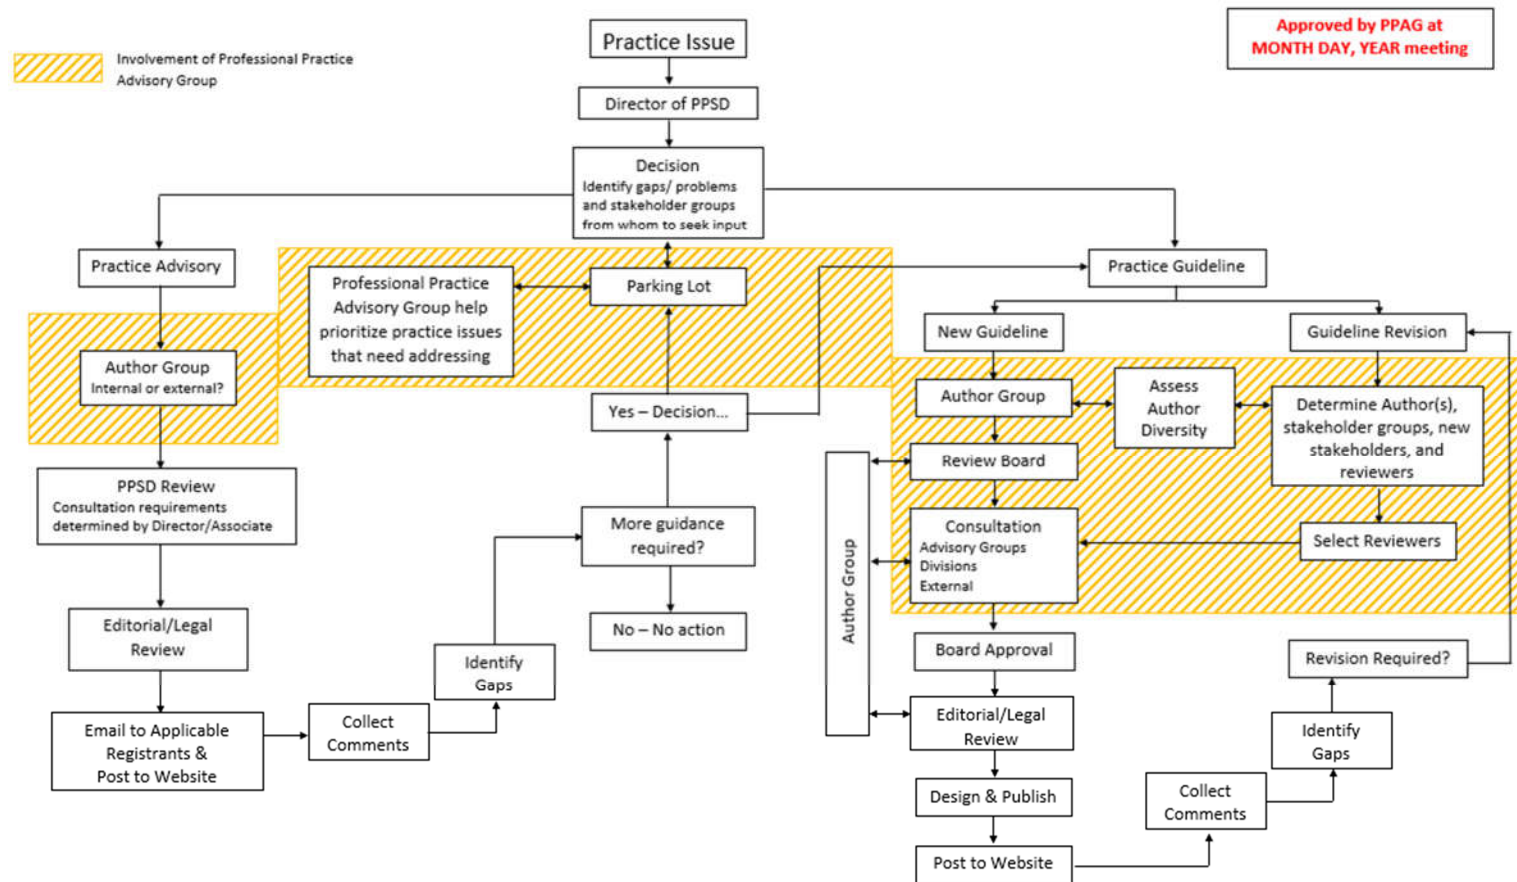 Practice Issue
Approved by PPAG at
MONTH DAY, YEAR meeting
Involvement of Professional Practice
Advisory Group
Director of PPSD
Decision
Identify gaps/ problems
and stakeholder groups
from whom to seek input
Practice Advisory
Professional Practice
Advisory Group help
prioritize practice issues
that need addressing
Parking Lot
Practice Guideline
New Guideline
Guideline Revision
Author Group
Internal or external?
Yes – Decision...
Author Group
Assess
Author
Diversity
Determine Author(s),
stakeholder groups, new
stakeholders, and
reviewers
Review Board
PPSD Review
Consultation requirements
determined by Director/Associate
More guidance
required?
Consultation
Advisory Groups
Divisions
External
Select Reviewers
Author Group
Editorial/Legal
Review
No – No action
Identify
Gaps
Board Approval
Revision Required?
Email to Applicable
Registrants &
Post to Website
Collect
Comments
Editorial/Legal
Review
Identify
Gaps
Design & Publish
Collect
Comments
Post to Website